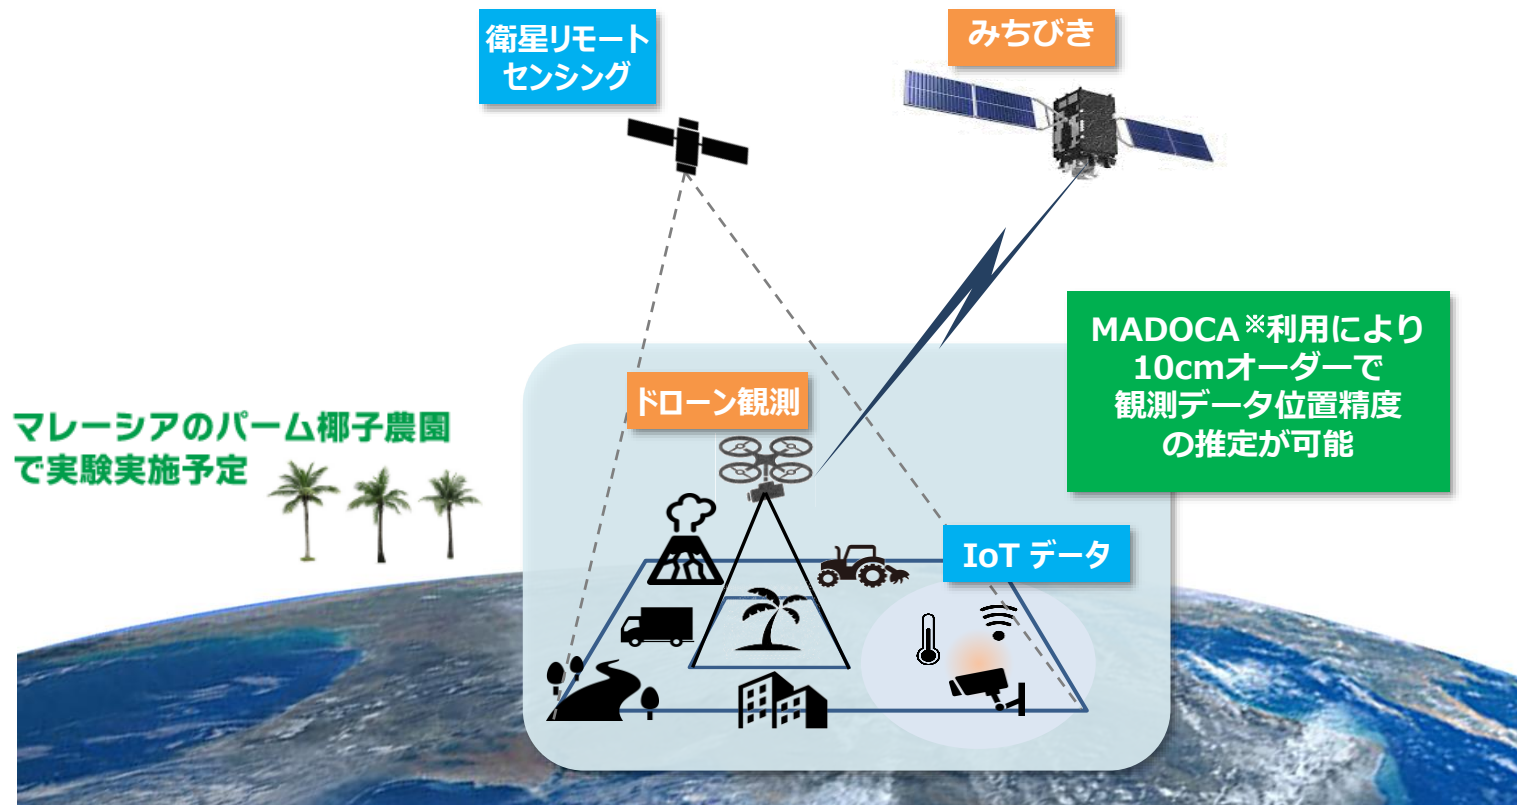 衛星リモート
センシング
みちびき
MADOCA※利用により
10cmオーダーで
観測データ位置精度
の推定が可能
ドローン観測
マレーシアのパーム椰子農園
で実験実施予定
IoT データ